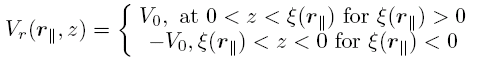 V_r(r_∥, z) = { V_0, at 0 < z < ξ(r_∥) for ξ(r_∥) > 0
−V_0, ξ(r_∥) < z < 0 for ξ(r_∥) < 0